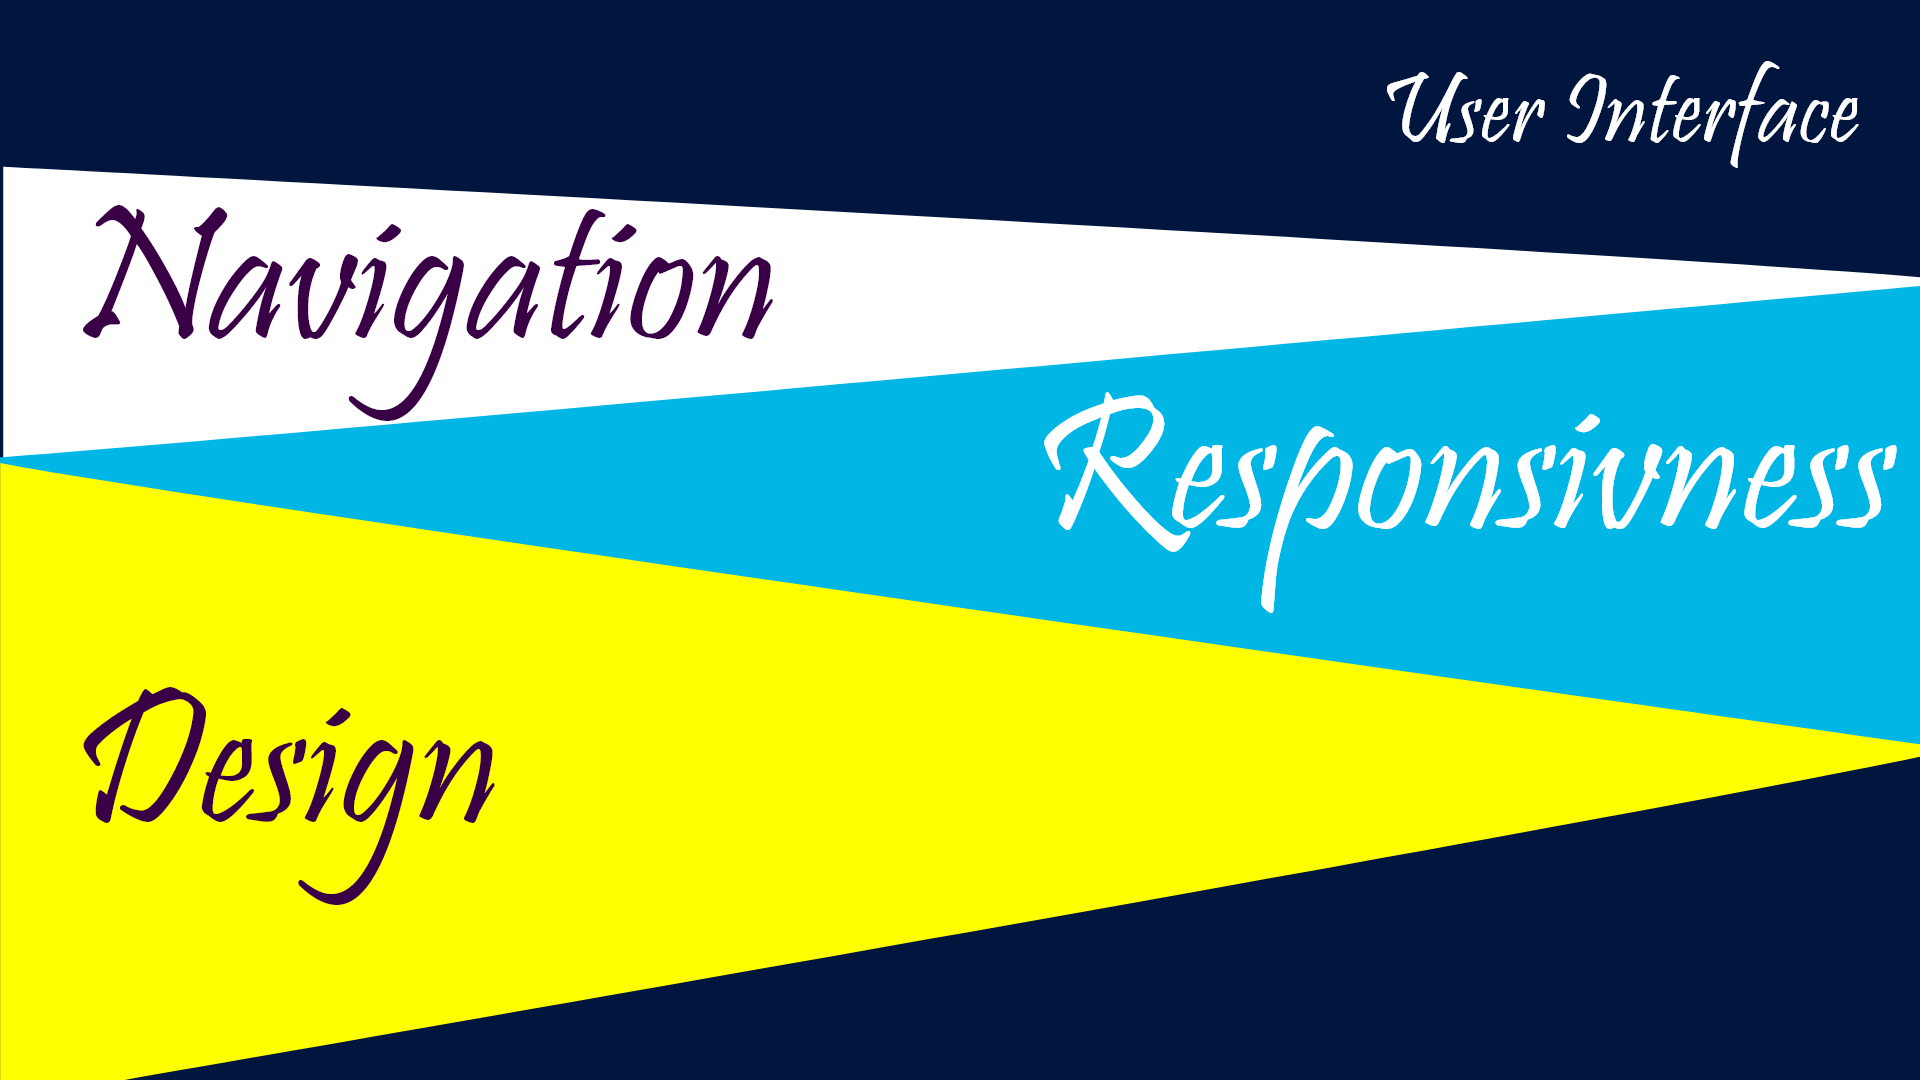 User Interface
Navigation
Responsivness
Design